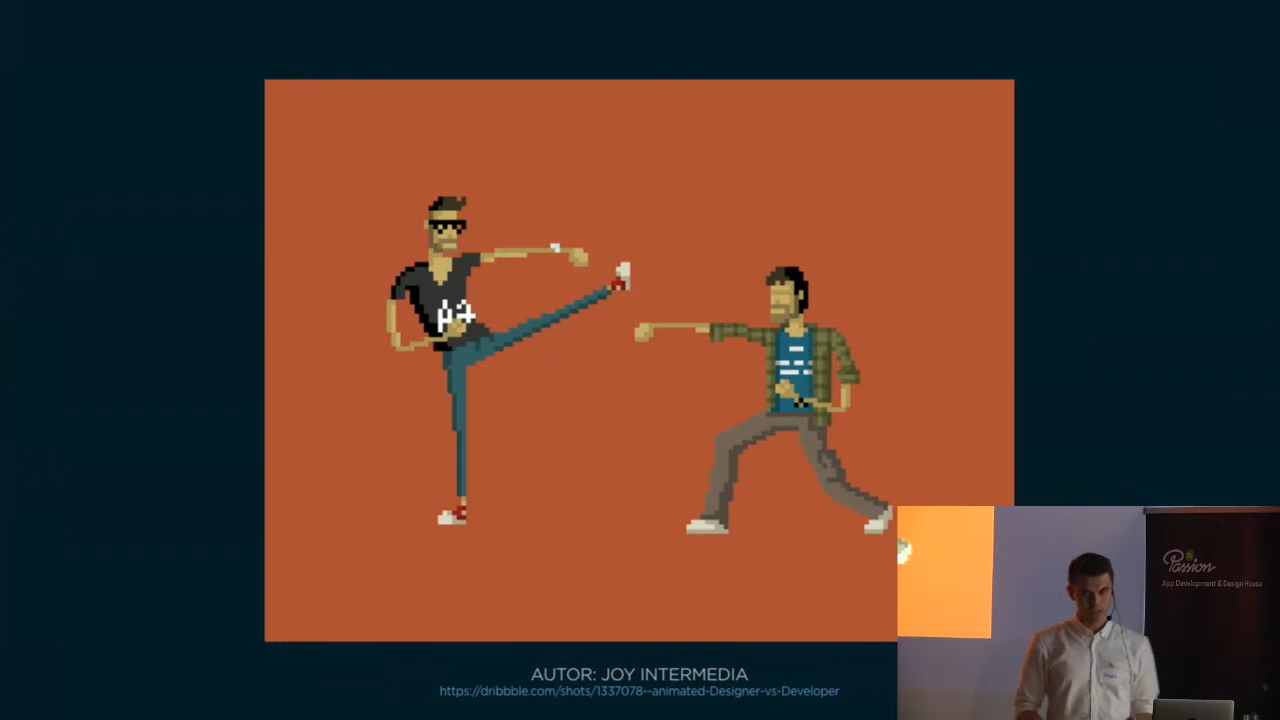 AUTOR: JOY INTERMEDIA
https://dribbble.com/shots/1337078--animated-Designer-vs-Developer
Passion
App Development & Design House